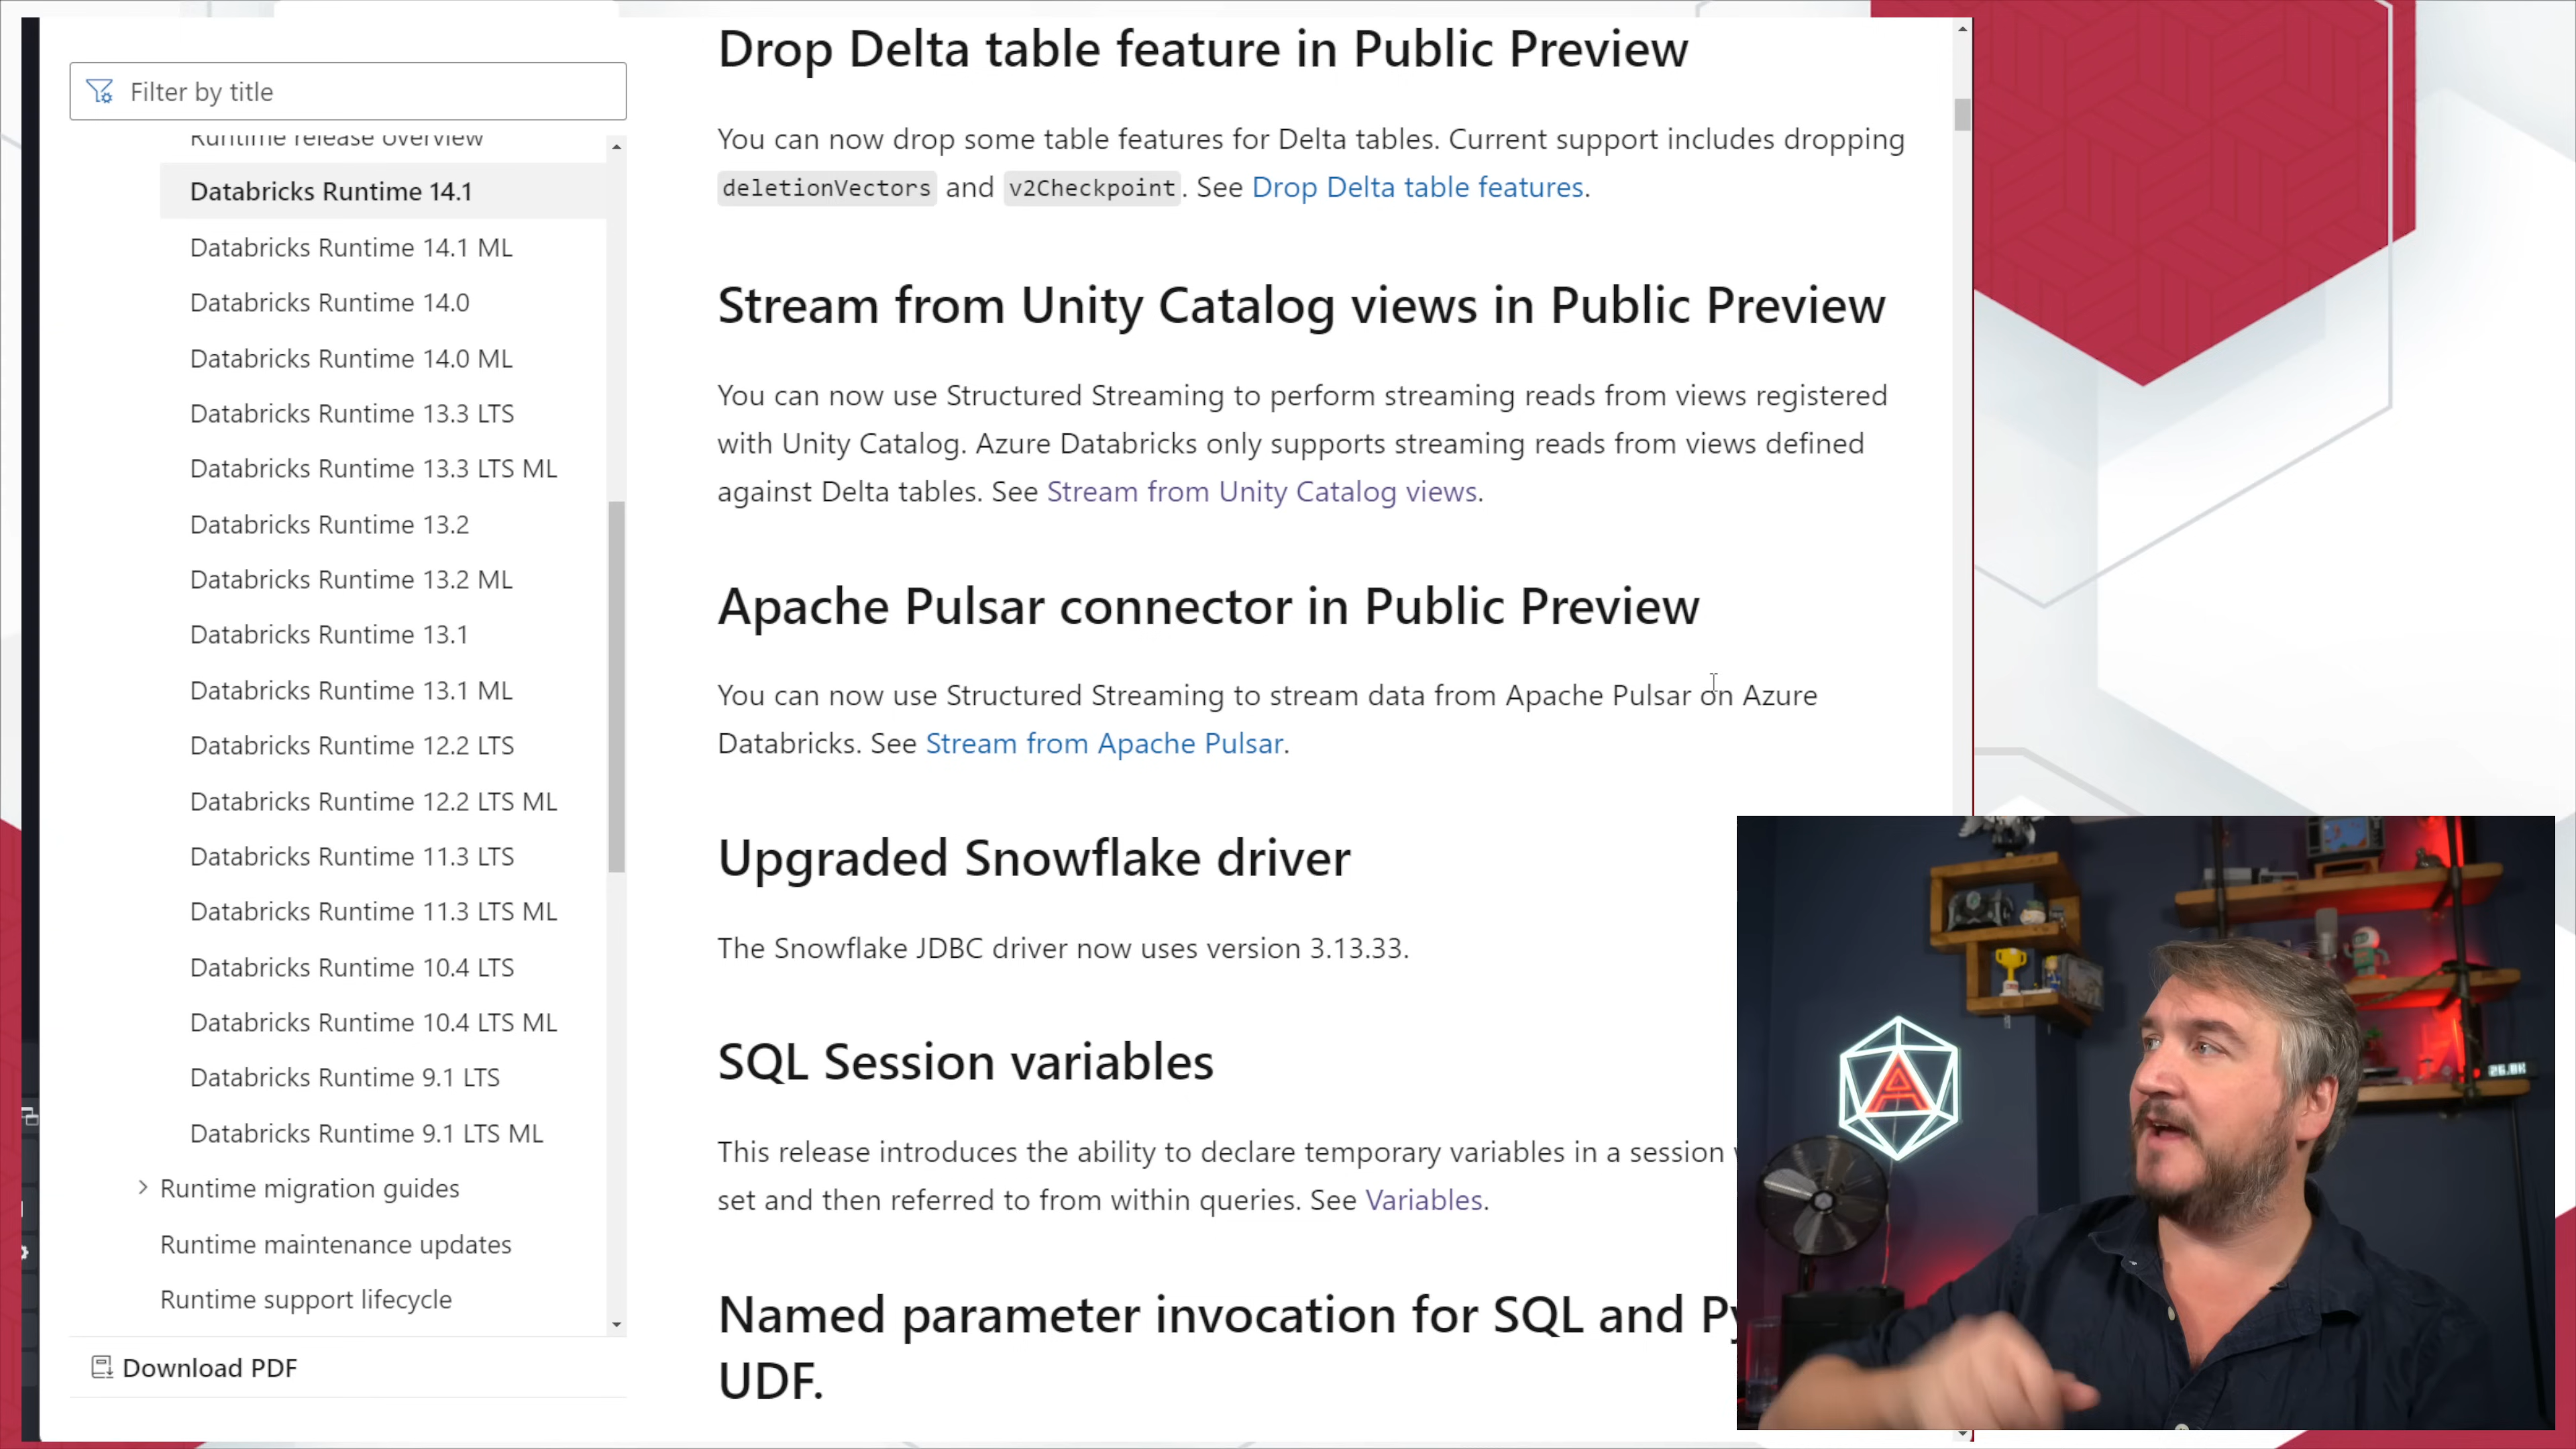 Filter by title
Runtime release overview
Databricks Runtime 14.1
Databricks Runtime 14.1 ML
Databricks Runtime 14.0
Databricks Runtime 14.0 ML
Databricks Runtime 13.3 LTS
Databricks Runtime 13.3 LTS ML
Databricks Runtime 13.2
Databricks Runtime 13.2 ML
Databricks Runtime 13.1
Databricks Runtime 13.1 ML
Databricks Runtime 12.2 LTS
Databricks Runtime 12.2 LTS ML
Databricks Runtime 11.3 LTS
Databricks Runtime 11.3 LTS ML
Databricks Runtime 10.4 LTS
Databricks Runtime 10.4 LTS ML
Databricks Runtime 9.1 LTS
Databricks Runtime 9.1 LTS ML
Runtime migration guides
Runtime maintenance updates
Runtime support lifecycle
Download PDF
Drop Delta table feature in Public Preview
You can now drop some table features for Delta tables. Current support includes dropping
deletionVectors and v2Checkpoint. See Drop Delta table features.
Stream from Unity Catalog views in Public Preview
You can now use Structured Streaming to perform streaming reads from views registered
with Unity Catalog. Azure Databricks only supports streaming reads from views defined
against Delta tables. See Stream from Unity Catalog views.
Apache Pulsar connector in Public Preview
You can now use Structured Streaming to stream data from Apache Pulsar on Azure
Databricks. See Stream from Apache Pulsar.
Upgraded Snowflake driver
The Snowflake JDBC driver now uses version 3.13.33.
SQL Session variables
This release introduces the ability to declare temporary variables in a session
set and then referred to from within queries. See Variables.
Named parameter invocation for SQL and Py
UDF.
A
26.8K